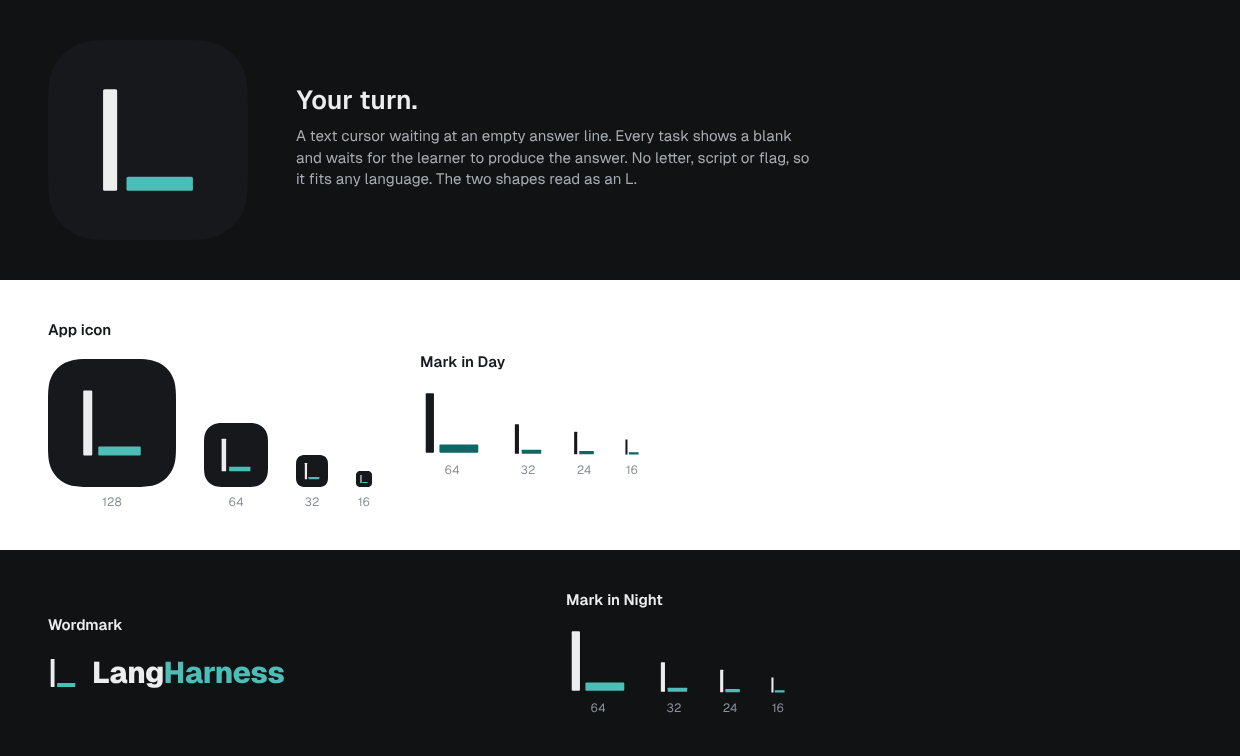 Your turn.
A text cursor waiting at an empty answer line. Every task shows a blank
and waits for the learner to produce the answer. No letter, script or flag, so
it fits any language. The two shapes read as an L.
App icon
128
64
32
16
Mark in Day
64
32
24
16
Wordmark
LangHarness
Mark in Night
64
32
24
16